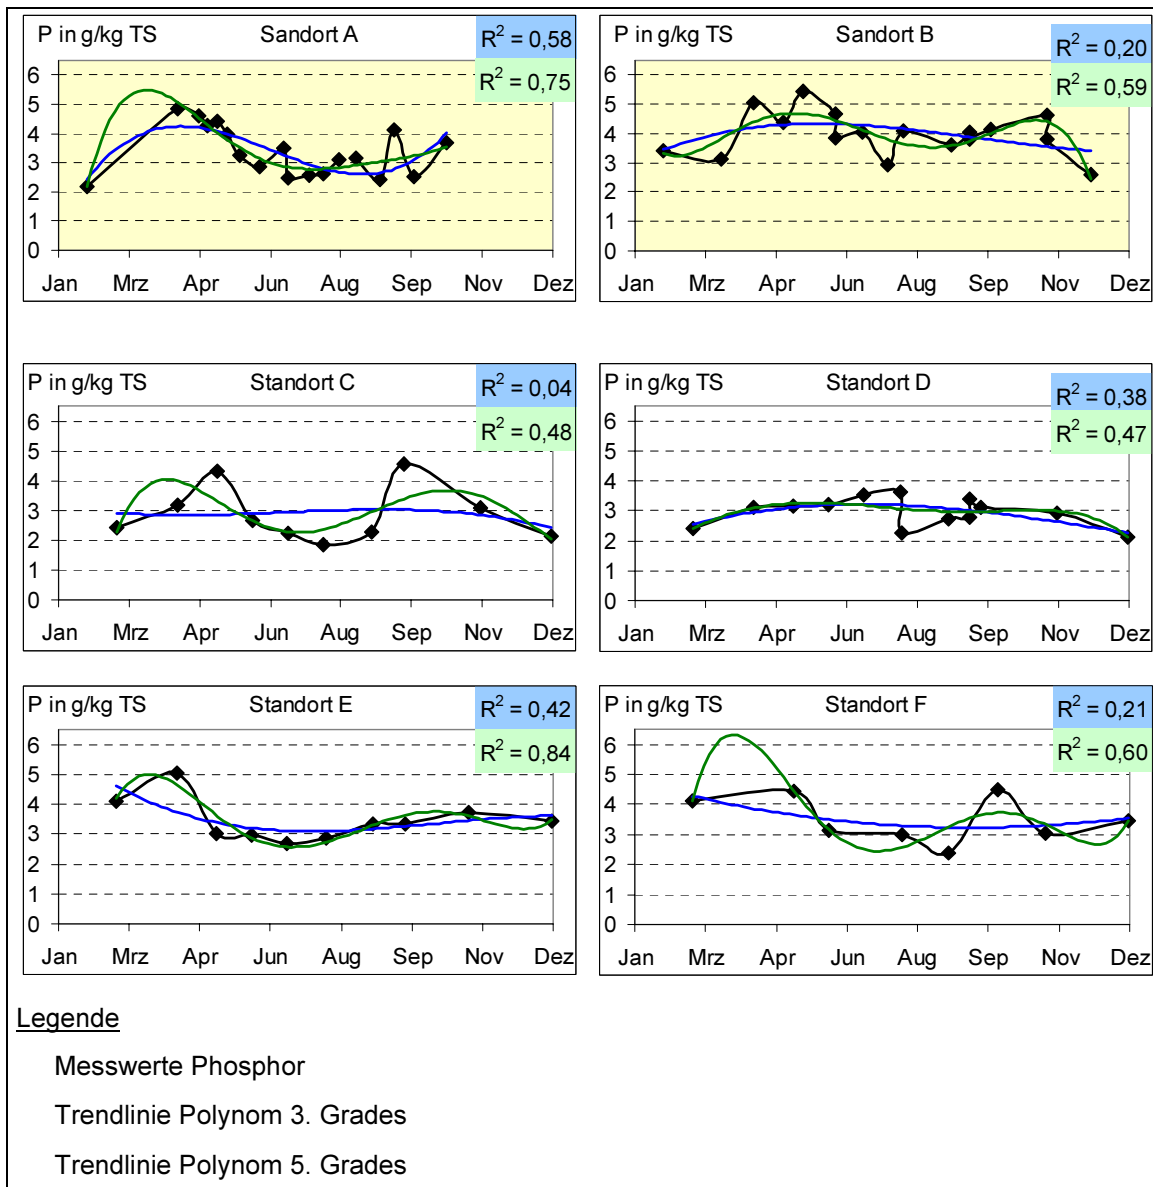 P in g/kg TS Sandort A R² = 0,58
R² = 0,75
6
5
4
3
2
1
0
Jan Mrz Apr Jun Aug Sep Nov Dez
P in g/kg TS Sandort B R² = 0,20
R² = 0,59
6
5
4
3
2
1
0
Jan Mrz Apr Jun Aug Sep Nov Dez
P in g/kg TS Standort C R² = 0,04
R² = 0,48
6
5
4
3
2
1
0
Jan Mrz Apr Jun Aug Sep Nov Dez
P in g/kg TS Standort D R² = 0,38
R² = 0,47
6
5
4
3
2
1
0
Jan Mrz Apr Jun Aug Sep Nov Dez
P in g/kg TS Standort E R² = 0,42
R² = 0,84
6
5
4
3
2
1
0
Jan Mrz Apr Jun Aug Sep Nov Dez
P in g/kg TS Standort F R² = 0,21
R² = 0,60
6
5
4
3
2
1
0
Jan Mrz Apr Jun Aug Sep Nov Dez
Legende
Messwerte Phosphor
Trendlinie Polynom 3. Grades
Trendlinie Polynom 5. Grades